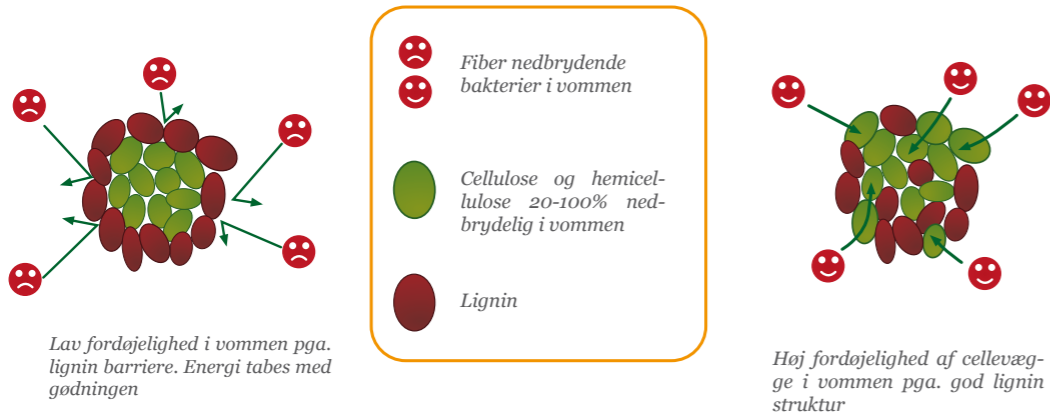 Lav fordøjelighed i vommen pga.
lignin barriere. Energi tabes med
gødningen
Fiber nedbrydende
bakterier i vommen
Cellulose og hemicel-
lulose 20-100% ned-
brydelig i vommen
Lignin
Høj fordøjelighed af cellevæg-
ge i vommen pga. god lignin
struktur